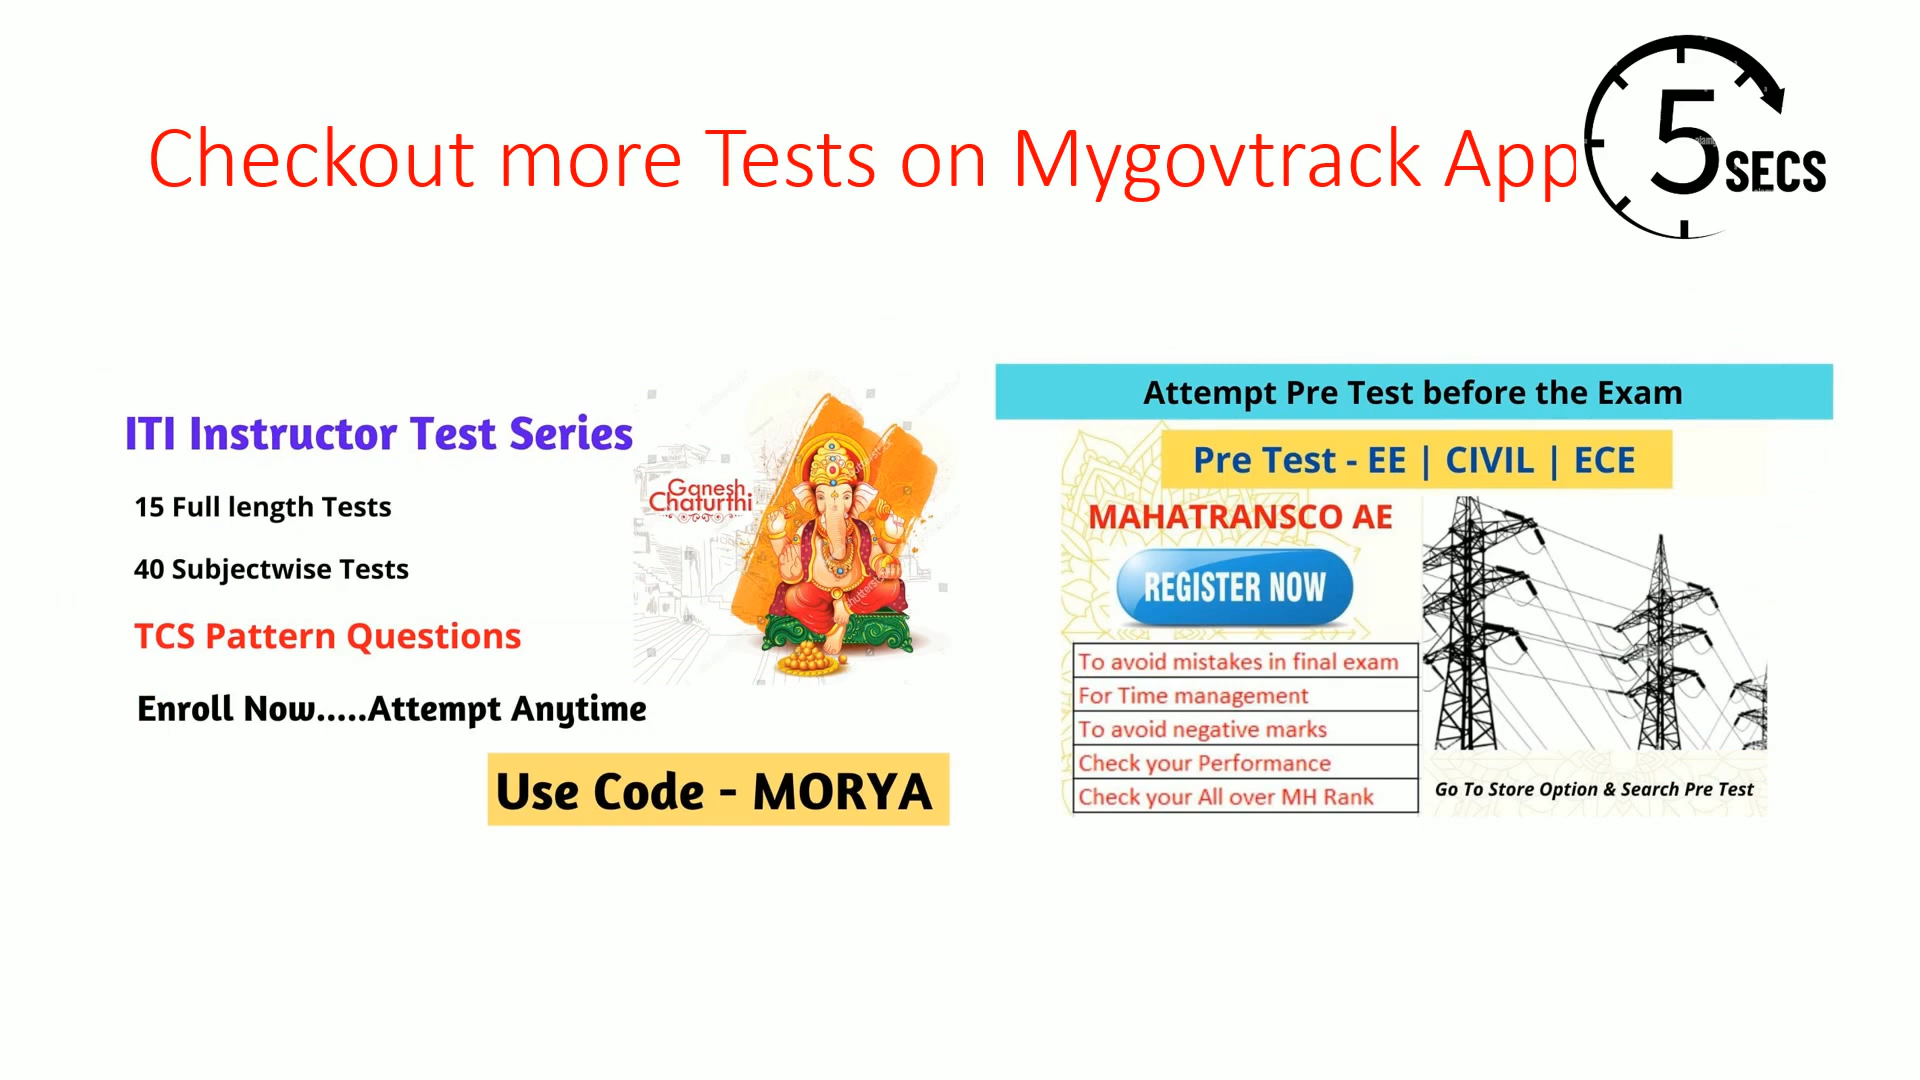 Checkout more Tests on Mygovtrack App
5 SECS
ITI Instructor Test Series
15 Full length Tests
40 Subjectwise Tests
TCS Pattern Questions
Enroll Now.....Attempt Anytime
Use Code - MORYA
Ganesh
Chaturthi
Attempt Pre Test before the Exam
Pre Test - EE | CIVIL | ECE
MAHATRANSCO AE
REGISTER NOW
To avoid mistakes in final exam
For Time management
To avoid negative marks
Check your Performance
Check your All over MH Rank
Go To Store Option & Search Pre Test